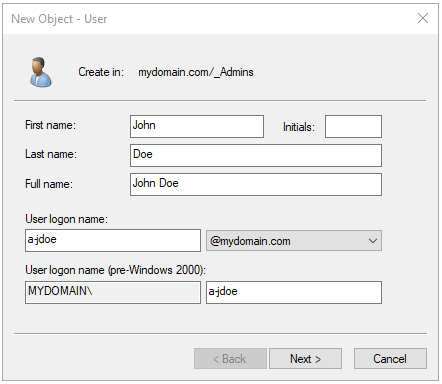 New Object - User
Create in: mydomain.com/_Admins
First name: John Initials:
Last name: Doe
Full name: John Doe
User logon name:
a-jdoe @mydomain.com
User logon name (pre-Windows 2000):
MYDOMAIN\ a-jdoe
< Back Next > Cancel